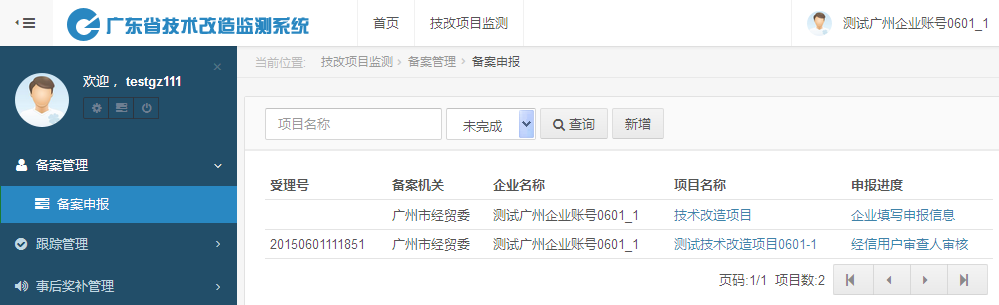 广东省技术改造监测系统 首页 技改项目监测 测试广州企业账号0601_1
欢迎， testgz111
备案管理
备案申报
跟踪管理
事后奖补管理
当前位置: 技改项目监测 › 备案管理 › 备案申报
项目名称 未完成 查询 新增
受理号 备案机关 企业名称 项目名称 申报进度
广州市经贸委 测试广州企业账号0601_1 技术改造项目 企业填写申报信息
20150601111851 广州市经贸委 测试广州企业账号0601_1 测试技术改造项目0601-1 经信用户审查人审核
页码:1/1 项目数:2